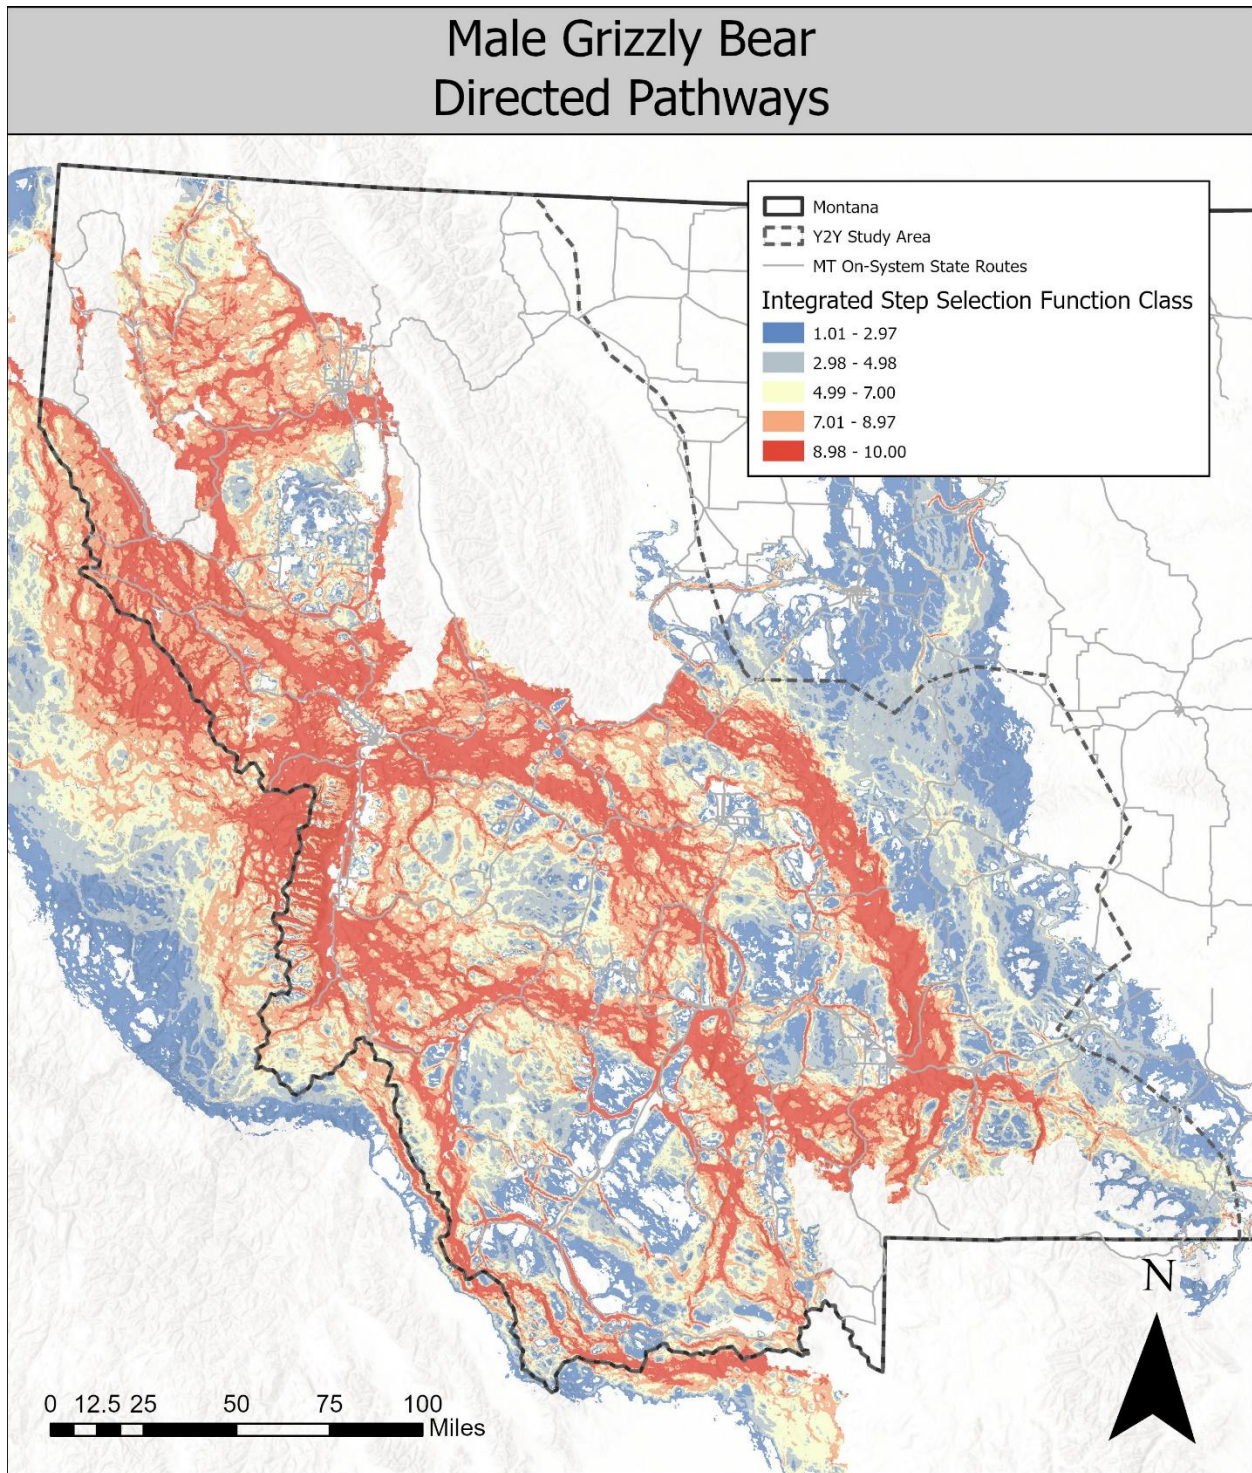 Male Grizzly Bear
Directed Pathways
Montana
Y2Y Study Area
MT On-System State Routes
Integrated Step Selection Function Class
1.01 - 2.97
2.98 - 4.98
4.99 - 7.00
7.01 - 8.97
8.98 - 10.00
N
0 12.5 25 50 75 100
Miles